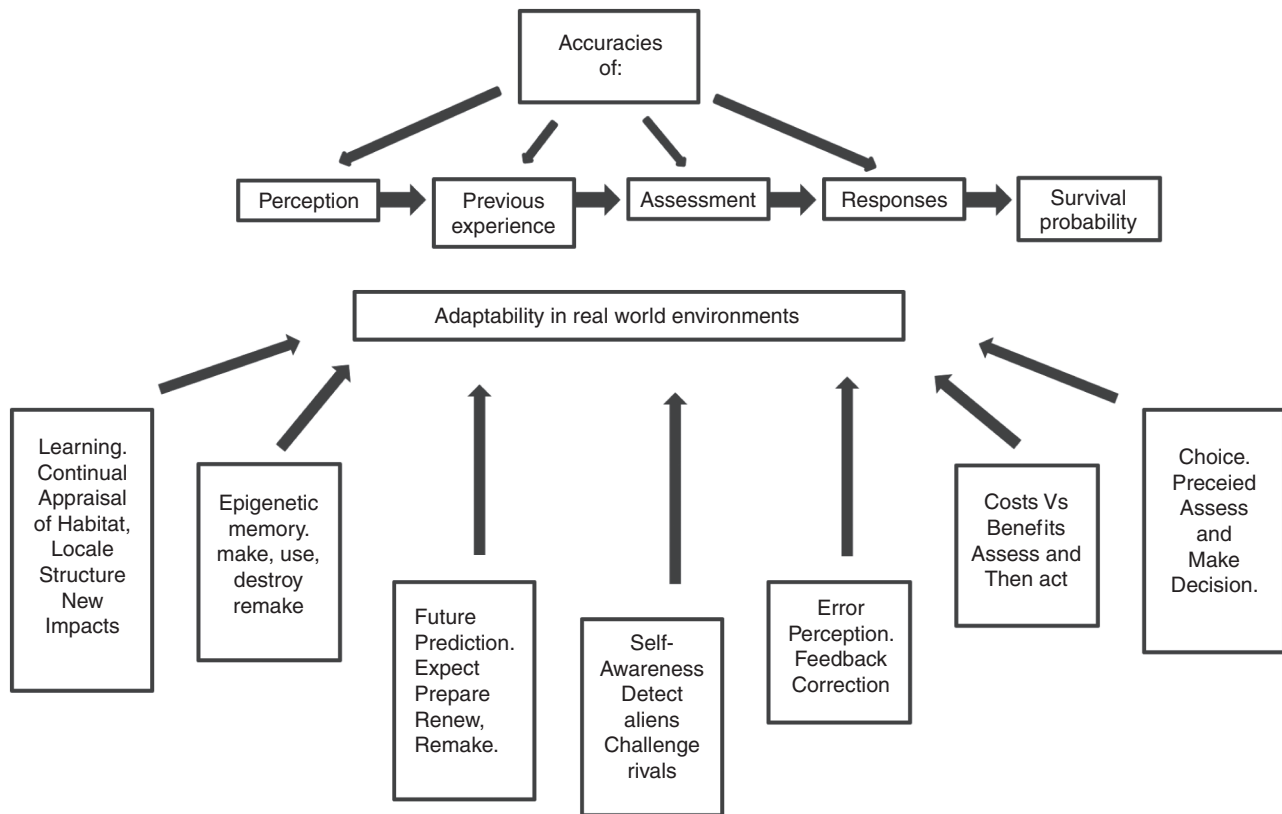 Accuracies
of:
Perception
Previous
experience
Assessment
Responses
Survival
probability
Adaptability in real world environments
Learning.
Continual
Appraisal
of Habitat,
Locale
Structure
New
Impacts
Epigenetic
memory.
make, use,
destroy
remake
Future
Prediction.
Expect
Prepare
Renew,
Remake.
Self-
Awareness
Detect
aliens
Challenge
rivals
Error
Perception.
Feedback
Correction
Costs Vs
Benefits
Assess and
Then act
Choice.
Preceied
Assess
and
Make
Decision.